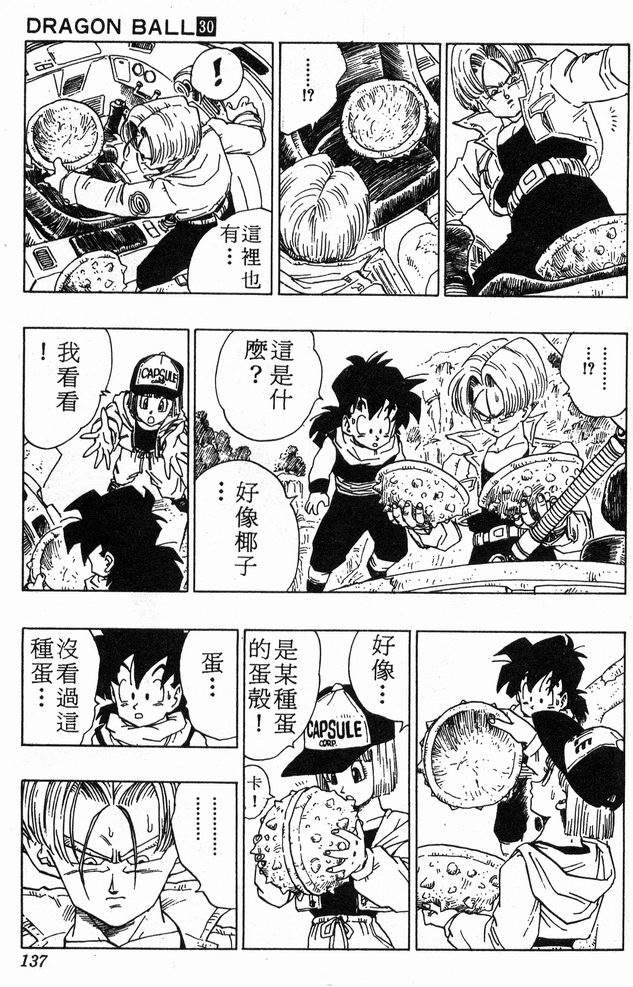 DRAGON BALL 30
……
!?
!
這裡也
有…
……
!?
這是什
麼？
好像椰子
…
我看看
！
CAPSULE
CORP.
好像…
是某種蛋
的蛋殼！
CAPSULE
CORP.
卡！
蛋…
沒看過這
種蛋…
………
137